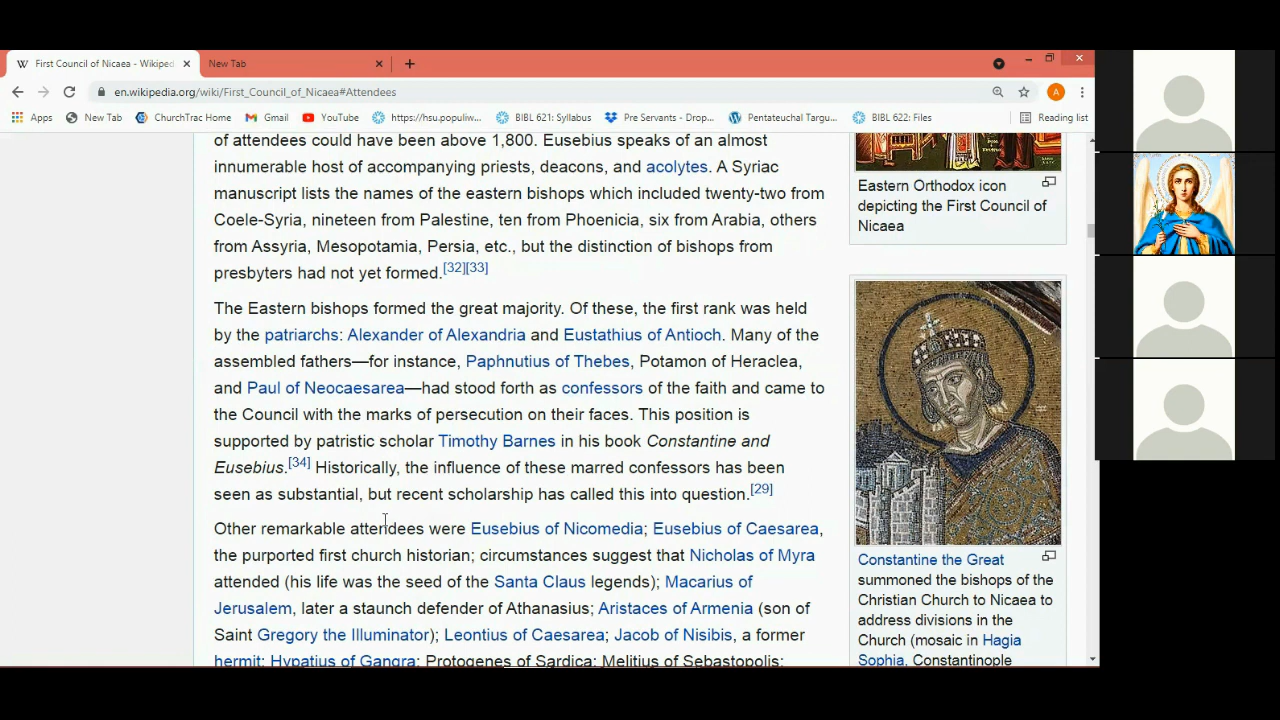 First Council of Nicaea - Wikiped
New Tab
en.wikipedia.org/wiki/First_Council_of_Nicaea#Attendees
A
Apps New Tab ChurchTrac Home Gmail YouTube https://hsu.populiw... BIBL 621: Syllabus Pre Servants - Drop... Pentateuchal Targu... BIBL 622: Files Reading list
of attendees could have been above 1,800. Eusebius speaks of an almost
innumerable host of accompanying priests, deacons, and acolytes. A Syriac
manuscript lists the names of the eastern bishops which included twenty-two from
Coele-Syria, nineteen from Palestine, ten from Phoenicia, six from Arabia, others
from Assyria, Mesopotamia, Persia, etc., but the distinction of bishops from
presbyters had not yet formed.[32][33]
The Eastern bishops formed the great majority. Of these, the first rank was held
by the patriarchs: Alexander of Alexandria and Eustathius of Antioch. Many of the
assembled fathers—for instance, Paphnutius of Thebes, Potamon of Heraclea,
and Paul of Neocaesarea—had stood forth as confessors of the faith and came to
the Council with the marks of persecution on their faces. This position is
supported by patristic scholar Timothy Barnes in his book Constantine and
Eusebius.[34] Historically, the influence of these marred confessors has been
seen as substantial, but recent scholarship has called this into question.[29]
Other remarkable attendees were Eusebius of Nicomedia; Eusebius of Caesarea,
the purported first church historian; circumstances suggest that Nicholas of Myra
attended (his life was the seed of the Santa Claus legends); Macarius of
Jerusalem, later a staunch defender of Athanasius; Aristaces of Armenia (son of
Saint Gregory the Illuminator); Leontius of Caesarea; Jacob of Nisibis, a former
hermit; Hypatius of Gangra; Protogenes of Sardica; Melitius of Sebastopolis;
Eastern Orthodox icon
depicting the First Council of
Nicaea
Constantine the Great
summoned the bishops of the
Christian Church to Nicaea to
address divisions in the
Church (mosaic in Hagia
Sophia, Constantinople